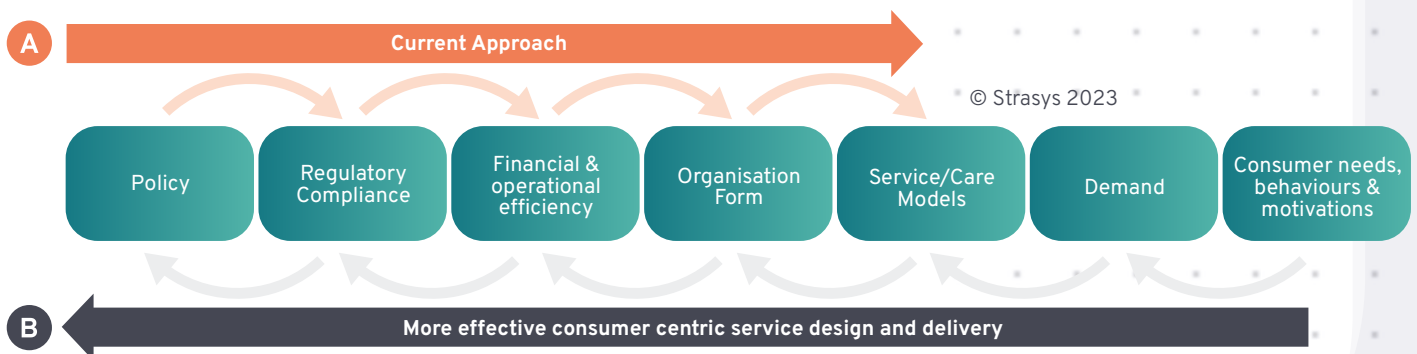 A
Current Approach
© Strasys 2023
Policy
Regulatory
Compliance
Financial &
operational
efficiency
Organisation
Form
Service/Care
Models
Demand
Consumer needs,
behaviours &
motivations
B
More effective consumer centric service design and delivery